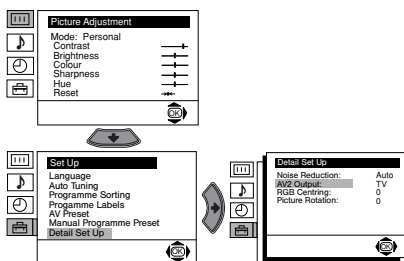 Picture Adjustment
Mode: Personal
Contrast
Brightness
Colour
Sharpness
Hue
Reset
OK
Set Up
Language
Auto Tuning
Programme Sorting
Progamme Labels
AV Preset
Manual Programme Preset
Detail Set Up
OK
Detail Set Up
Noise Reduction: Auto
AV2 Output: TV
RGB Centring: 0
Picture Rotation: 0
OK